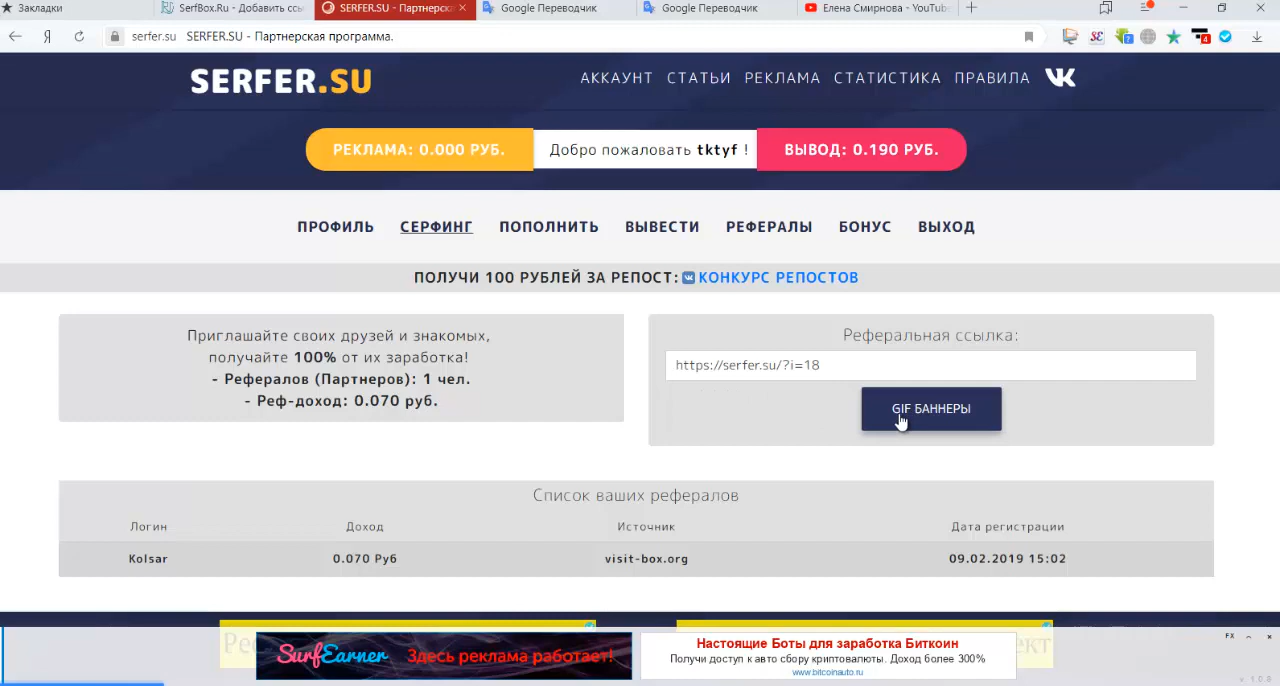 Закладки
SerfBox.Ru - Добавить ссы
SERFER.SU - Партнерска
Google Переводчик
Google Переводчик
Елена Смирнова - YouTube
serfer.su SERFER.SU - Партнерская программа.
SERFER.SU
АККАУНТ СТАТЬИ РЕКЛАМА СТАТИСТИКА ПРАВИЛА
РЕКЛАМА: 0.000 РУБ.
Добро пожаловать tktyf !
ВЫВОД: 0.190 РУБ.
ПРОФИЛЬ СЕРФИНГ ПОПОЛНИТЬ ВЫВЕСТИ РЕФЕРАЛЫ БОНУС ВЫХОД
ПОЛУЧИ 100 РУБЛЕЙ ЗА РЕПОСТ: КОНКУРС РЕПОСТОВ
Приглашайте своих друзей и знакомых,
получайте 100% от их заработка!
- Рефералов (Партнеров): 1 чел.
- Реф-доход: 0.070 руб.
Реферальная ссылка:
https://serfer.su/?i=18
GIF БАННЕРЫ
Список ваших рефералов
Логин Доход Источник Дата регистрации
Kolsar 0.070 Руб visit-box.org 09.02.2019 15:02
SurfEarner Здесь реклама работает!
Настоящие Боты для заработка Биткоин
Получи доступ к авто сбору криптовалюты. Доход более 300%
www.bitcoinauto.ru
FX
v. 1.0.8